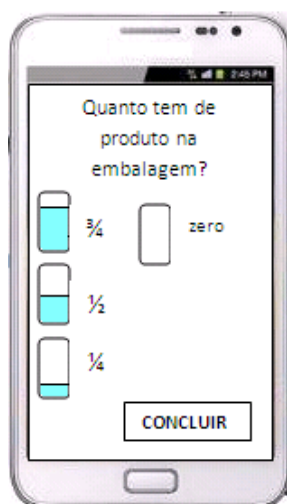 2:45 PM
Quanto tem de
produto na
embalagem?
¾ zero
½
¼
CONCLUIR